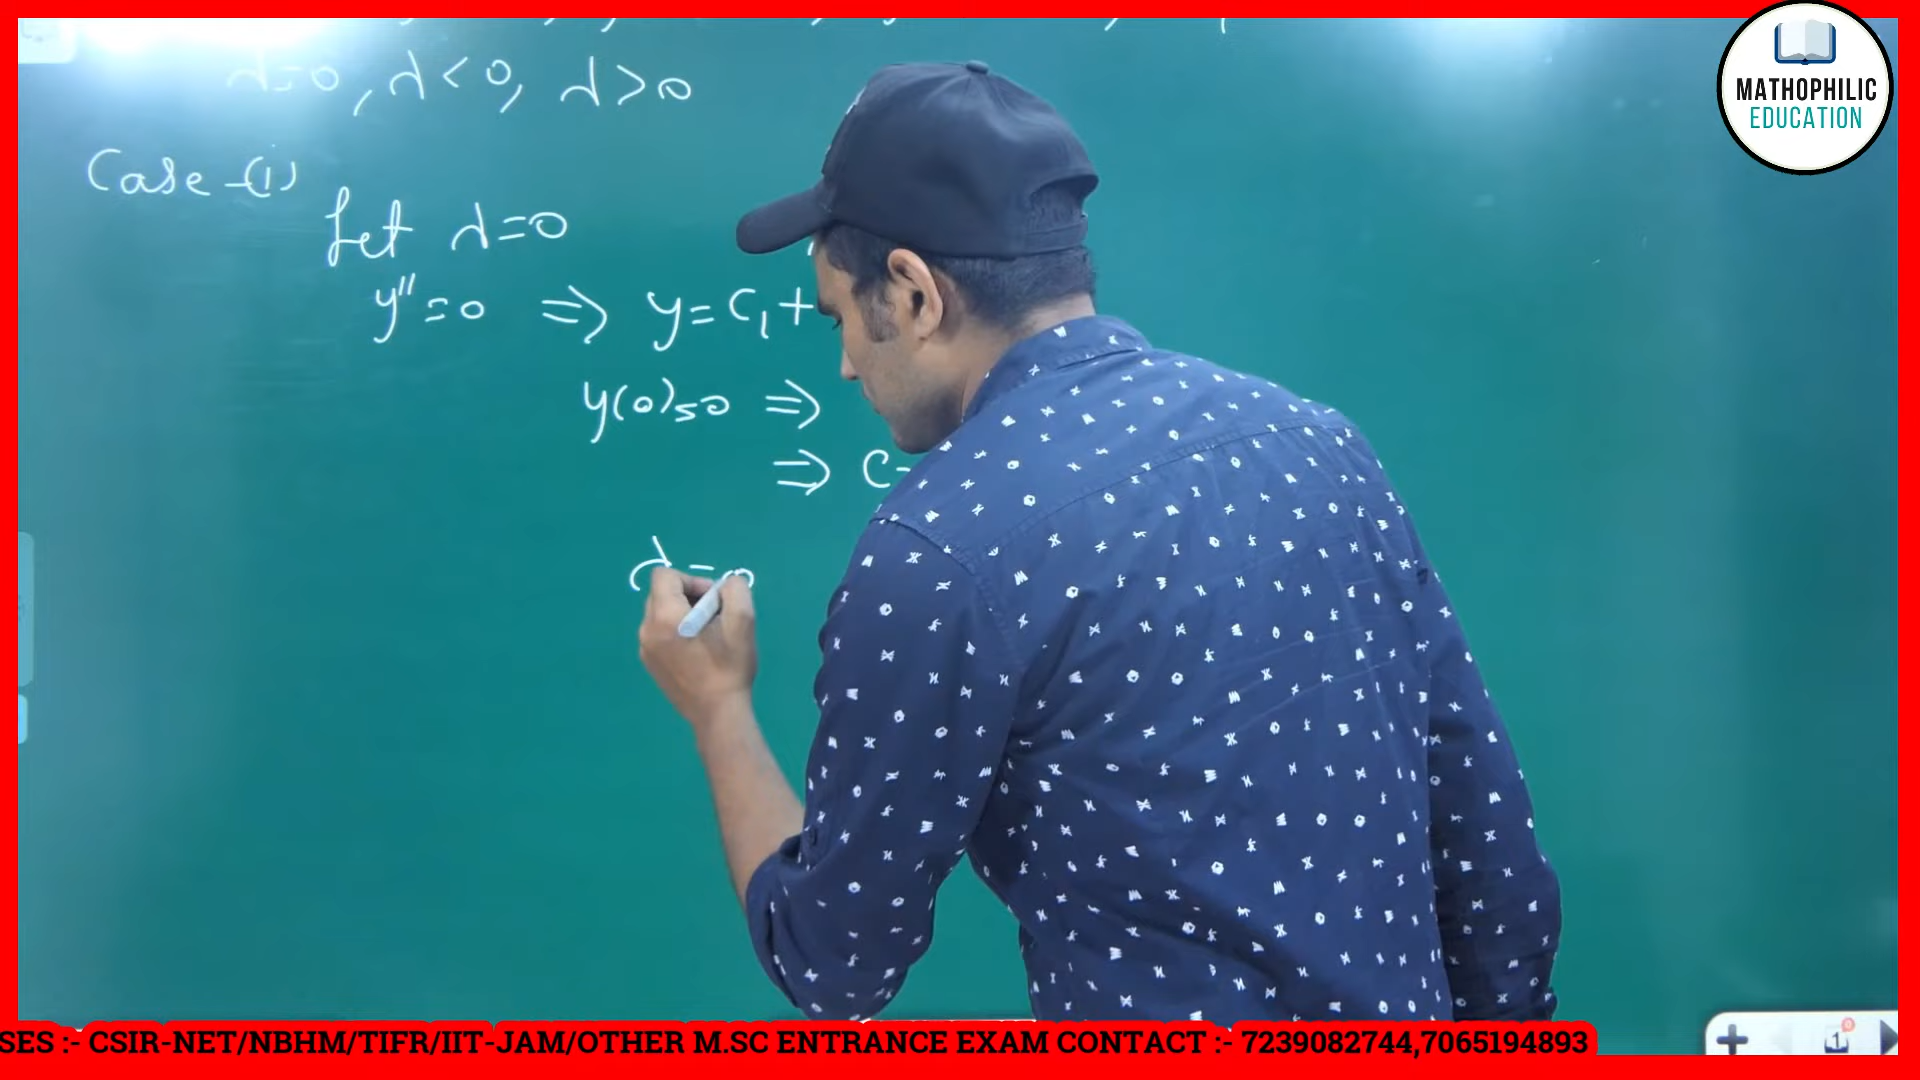 λ=0, λ<0, λ>0
Case-(i)
Let λ=0
y''=0 ⇒ y=C₁+
y(0)=0 ⇒
⇒ C
λ=0
MATHOPHILIC
EDUCATION
SES :- CSIR-NET/NBHM/TIFR/IIT-JAM/OTHER M.SC ENTRANCE EXAM CONTACT :- 7239082744,7065194893
1